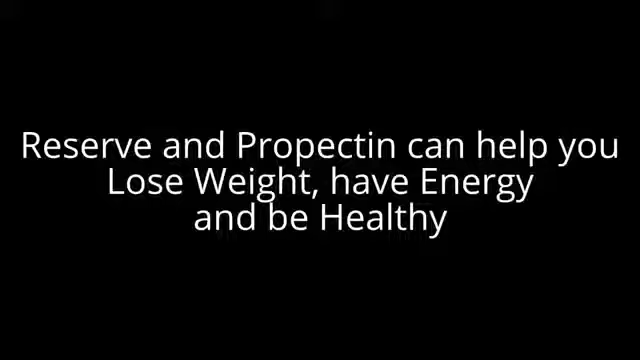 Reserve and Propectin can help you
Lose Weight, have Energy
and be Healthy